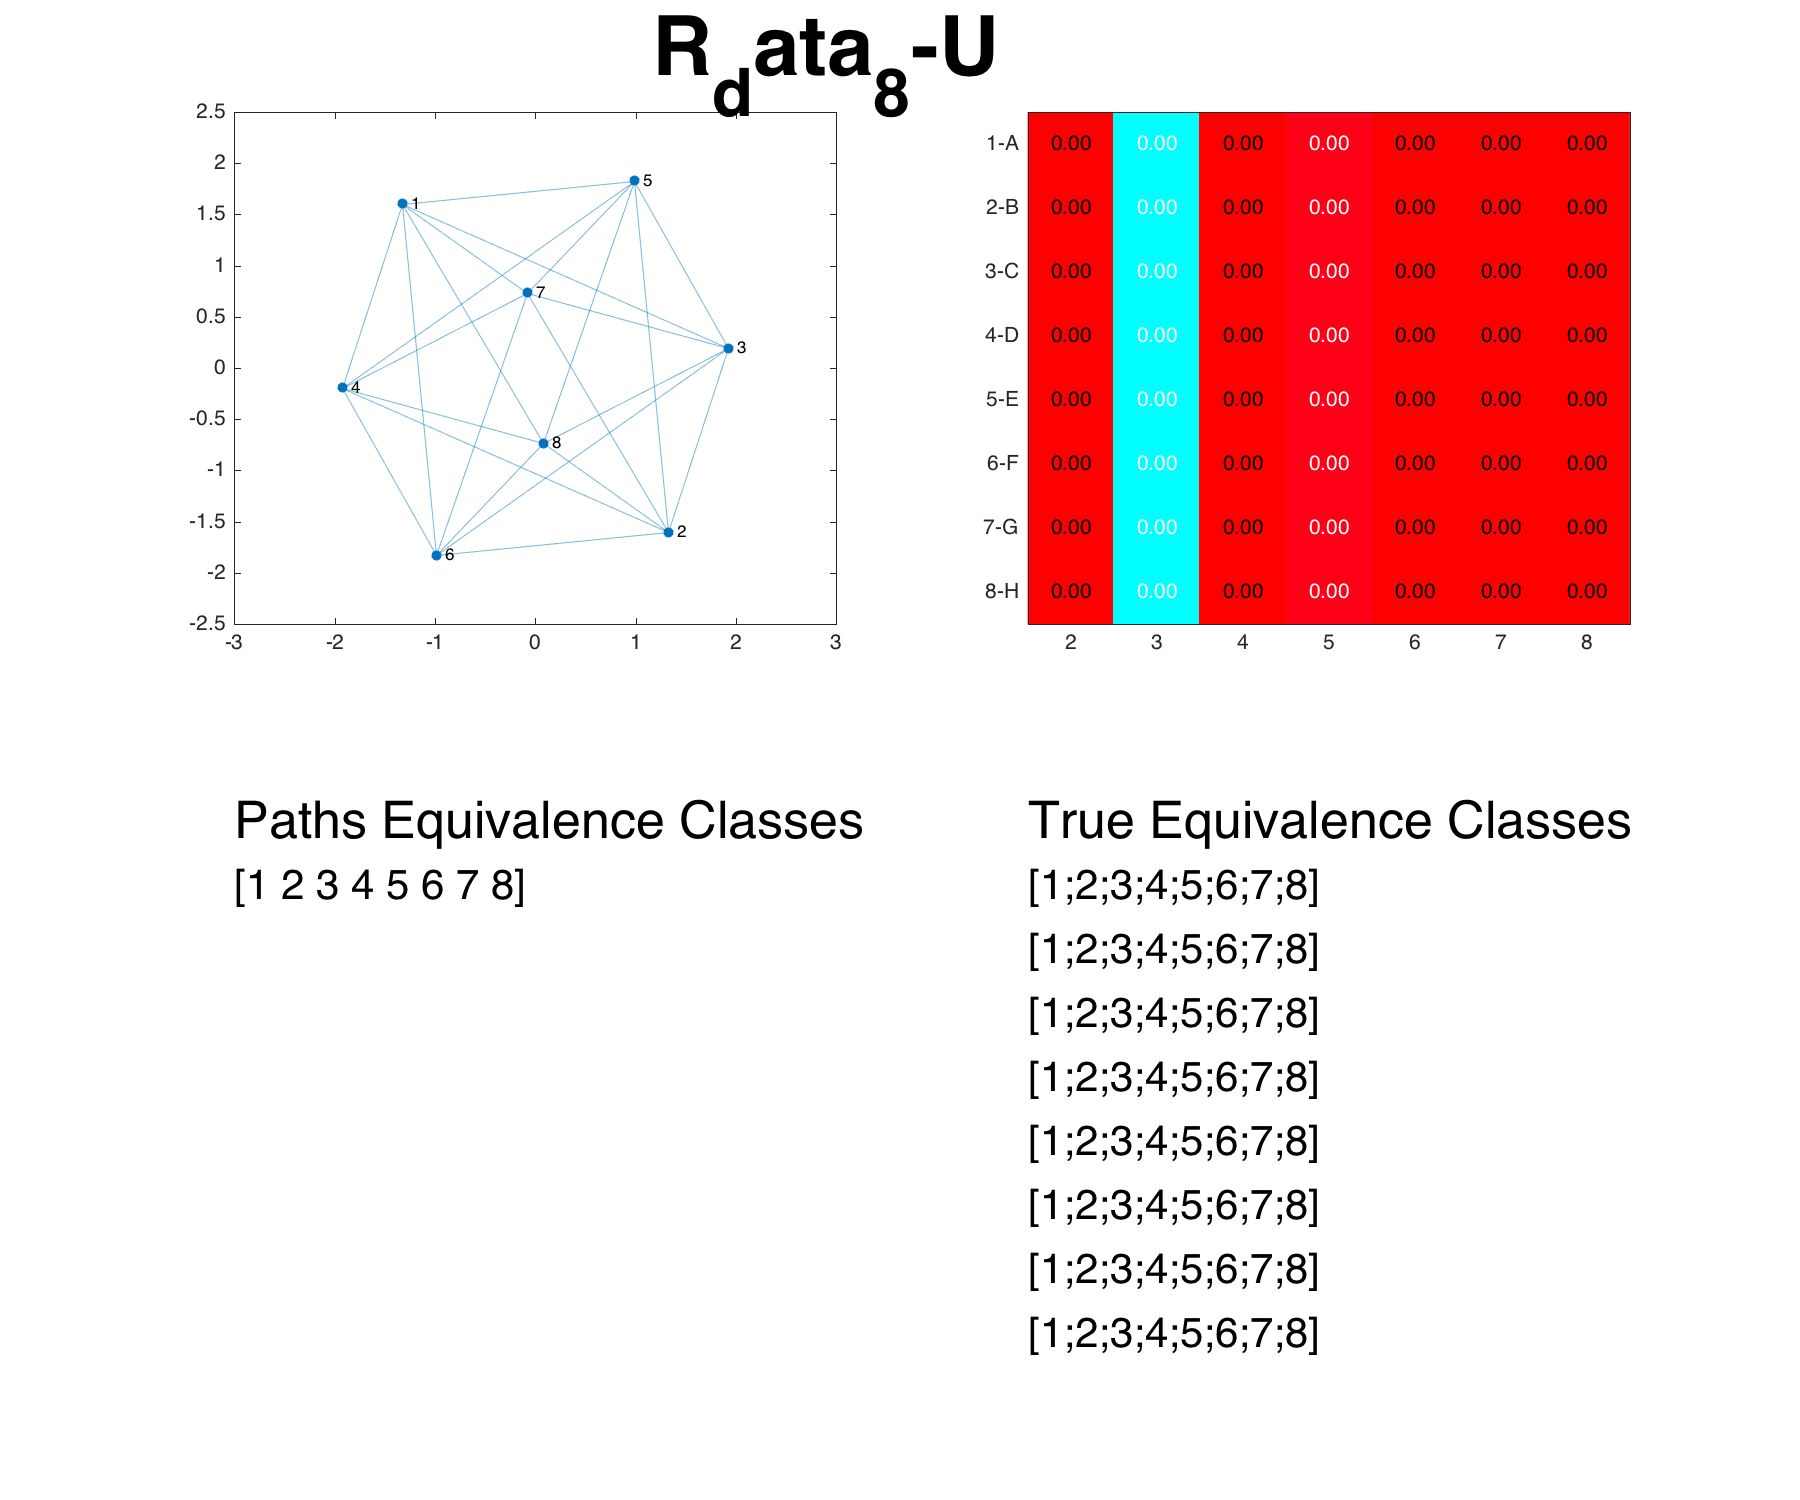 Rdata8-U
2.5
2
1.5
1
0.5
0
-0.5
-1
-1.5
-2
-2.5
-3 -2 -1 0 1 2 3
1
5
7
3
4
8
2
6
1-A 0.00 0.00 0.00 0.00 0.00 0.00 0.00
2-B 0.00 0.00 0.00 0.00 0.00 0.00 0.00
3-C 0.00 0.00 0.00 0.00 0.00 0.00 0.00
4-D 0.00 0.00 0.00 0.00 0.00 0.00 0.00
5-E 0.00 0.00 0.00 0.00 0.00 0.00 0.00
6-F 0.00 0.00 0.00 0.00 0.00 0.00 0.00
7-G 0.00 0.00 0.00 0.00 0.00 0.00 0.00
8-H 0.00 0.00 0.00 0.00 0.00 0.00 0.00
2 3 4 5 6 7 8
Paths Equivalence Classes
[1 2 3 4 5 6 7 8]
True Equivalence Classes
[1;2;3;4;5;6;7;8]
[1;2;3;4;5;6;7;8]
[1;2;3;4;5;6;7;8]
[1;2;3;4;5;6;7;8]
[1;2;3;4;5;6;7;8]
[1;2;3;4;5;6;7;8]
[1;2;3;4;5;6;7;8]
[1;2;3;4;5;6;7;8]